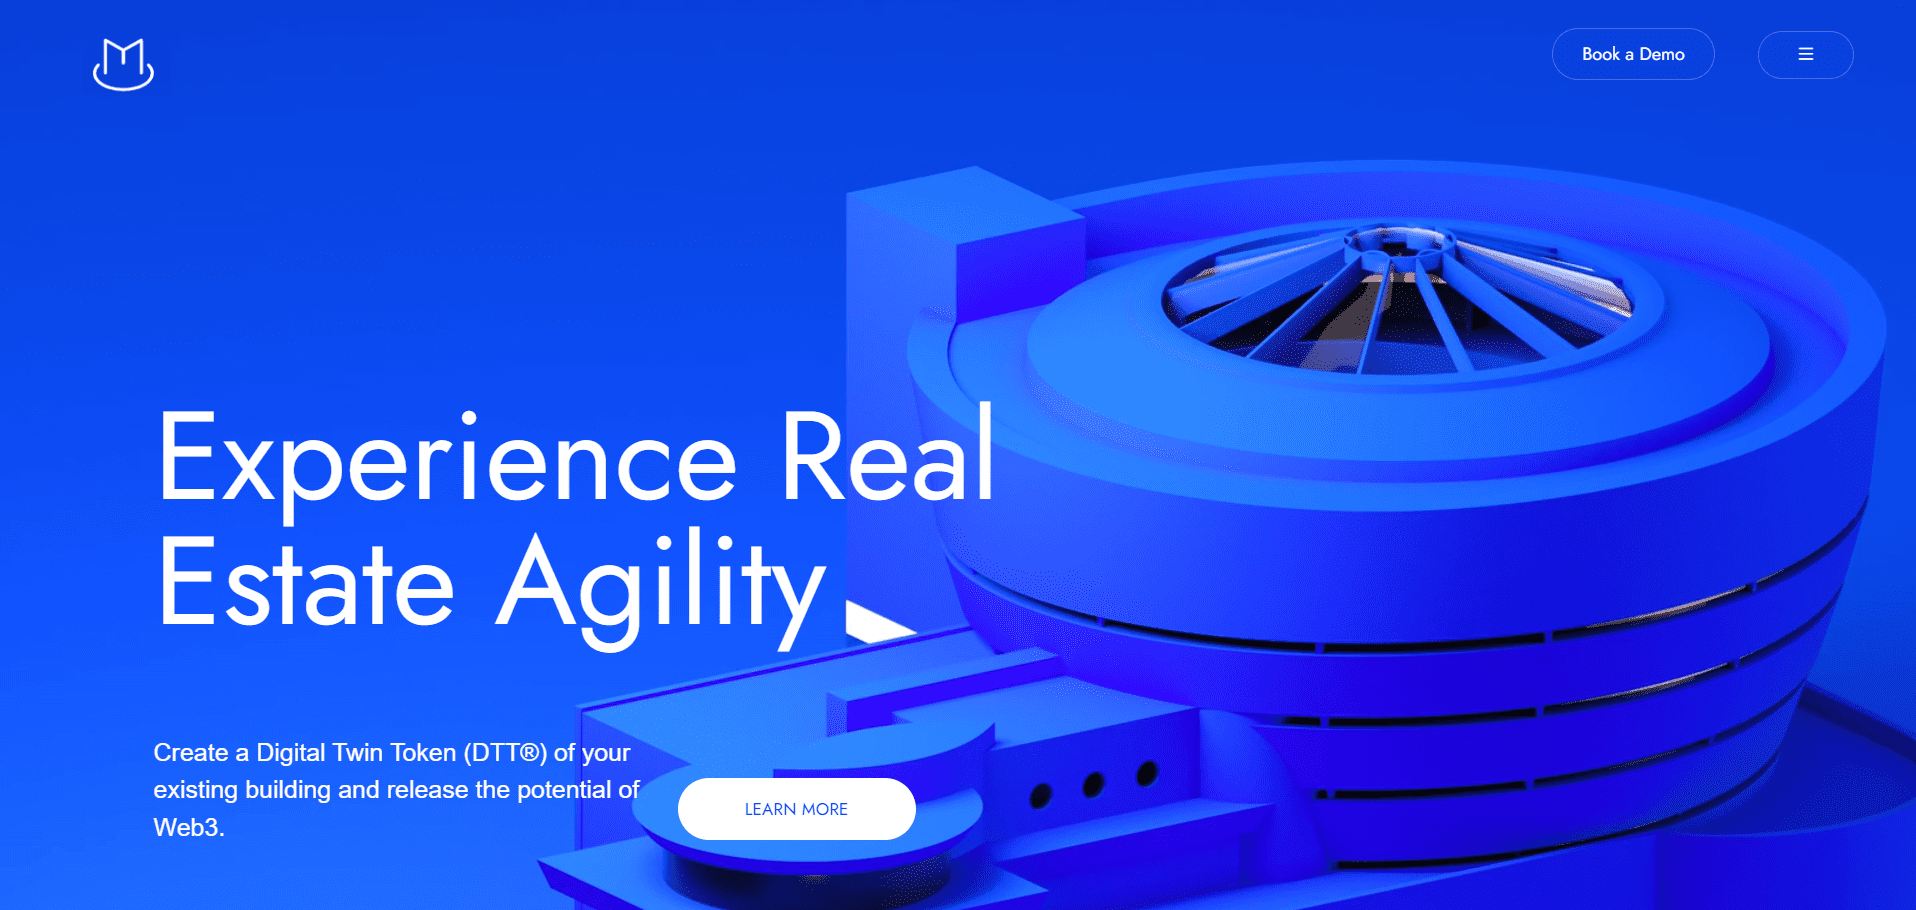 Book a Demo
Experience Real
Estate Agility
Create a Digital Twin Token (DTT®) of your
existing building and release the potential of
Web3.
LEARN MORE